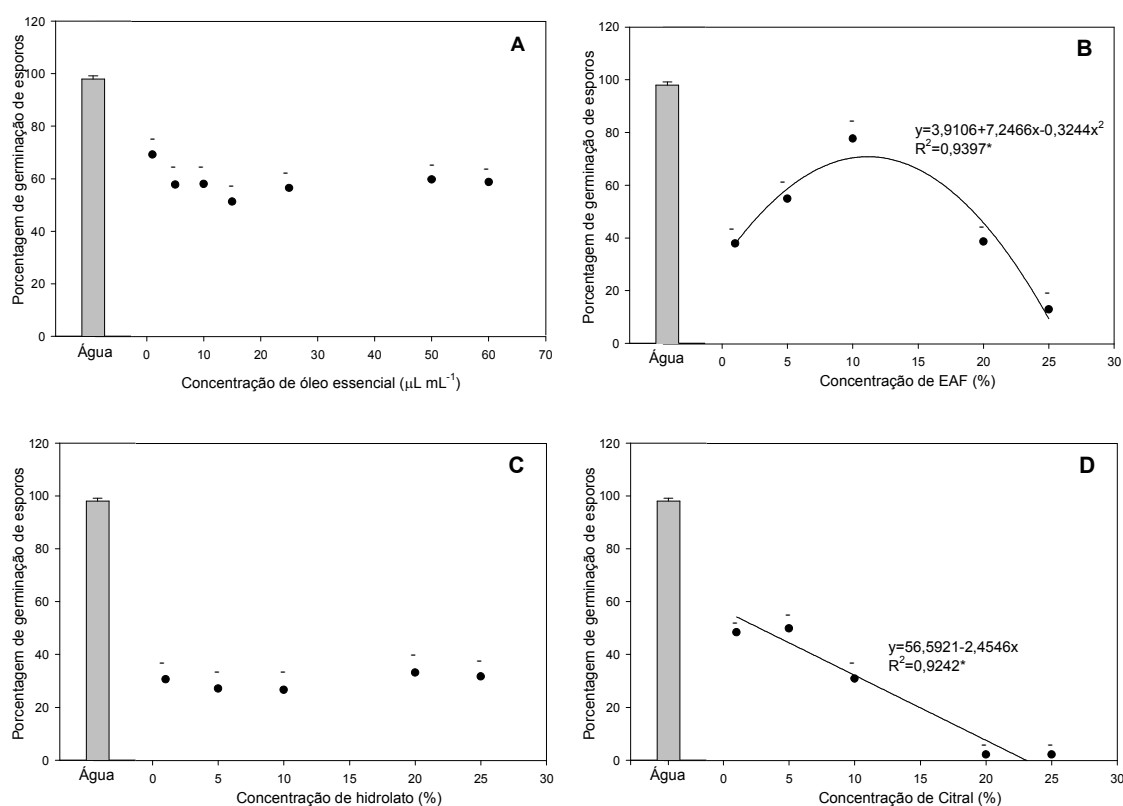 A
Porcentagem de germinação de esporos
120
100
80
60
40
20
0
Água
0 10 20 30 40 50 60 70
Concentração de óleo essencial (μL mL⁻¹)
B
Porcentagem de germinação de esporos
120
100
80
60
40
20
0
y=3,9106+7,2466x-0,3244x²
R²=0,9397*
Água
0 5 10 15 20 25 30
Concentração de EAF (%)
C
Porcentagem de germinação de esporos
120
100
80
60
40
20
0
Água
0 5 10 15 20 25 30
Concentração de hidrolato (%)
D
Porcentagem de germinação de esporos
120
100
80
60
40
20
0
y=56,5921-2,4546x
R²=0,9242*
Água
0 5 10 15 20 25 30
Concentração de Citral (%)